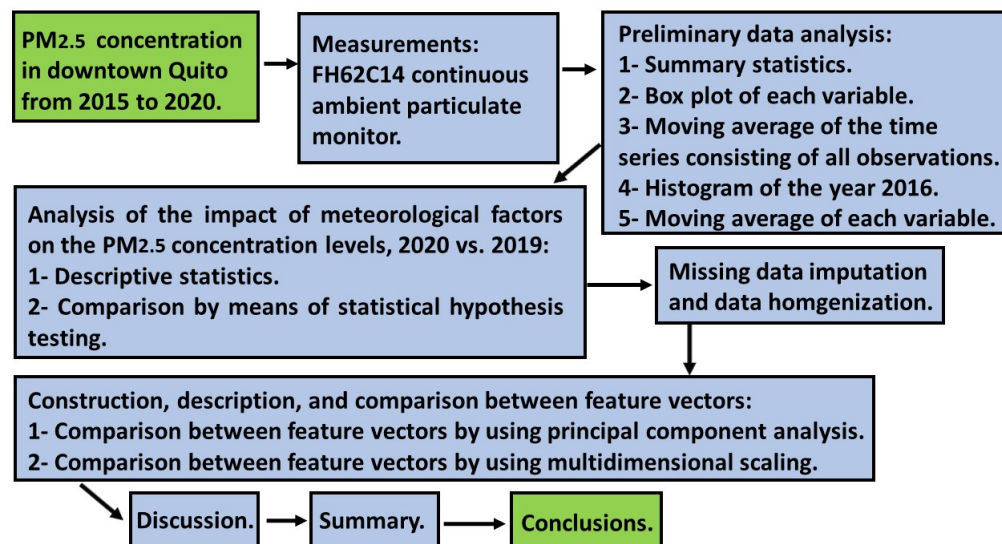 PM2.5 concentration
in downtown Quito
from 2015 to 2020.
Measurements:
FH62C14 continuous
ambient particulate
monitor.
Preliminary data analysis:
1- Summary statistics.
2- Box plot of each variable.
3- Moving average of the time
series consisting of all observations.
4- Histogram of the year 2016.
5- Moving average of each variable.
Analysis of the impact of meteorological factors
on the PM2.5 concentration levels, 2020 vs. 2019:
1- Descriptive statistics.
2- Comparison by means of statistical hypothesis
testing.
Missing data imputation
and data homgenization.
Construction, description, and comparison between feature vectors:
1- Comparison between feature vectors by using principal component analysis.
2- Comparison between feature vectors by using multidimensional scaling.
Discussion.
Summary.
Conclusions.